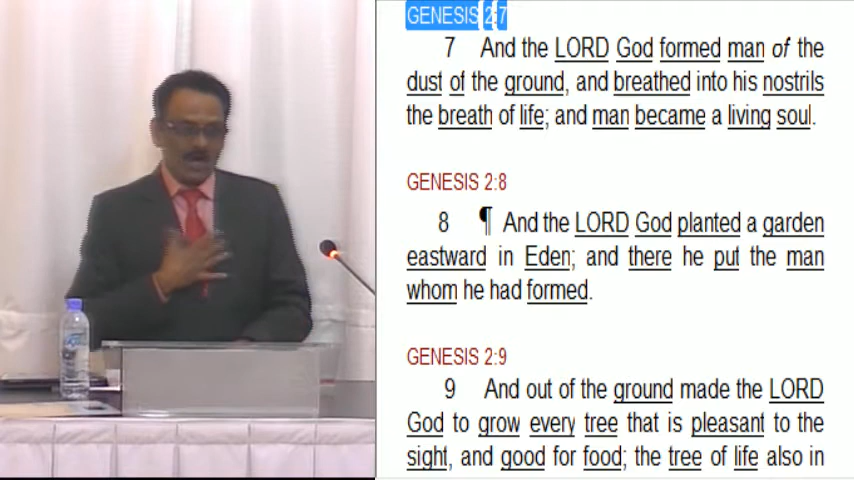 GENESIS 2:7
7 And the LORD God formed man of the
dust of the ground, and breathed into his nostrils
the breath of life; and man became a living soul.
GENESIS 2:8
8 ¶ And the LORD God planted a garden
eastward in Eden; and there he put the man
whom he had formed.
GENESIS 2:9
9 And out of the ground made the LORD
God to grow every tree that is pleasant to the
sight, and good for food; the tree of life also in